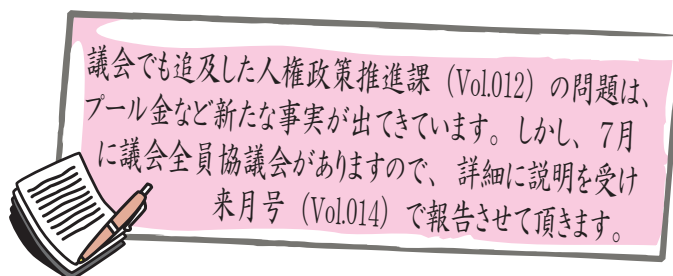 議会でも追及した人権政策推進課（Vol.012）の問題は、
プール金など新たな事実が出てきています。しかし、7月
に議会全員協議会がありますので、詳細に説明を受け
来月号（Vol.014）で報告させて頂きます。